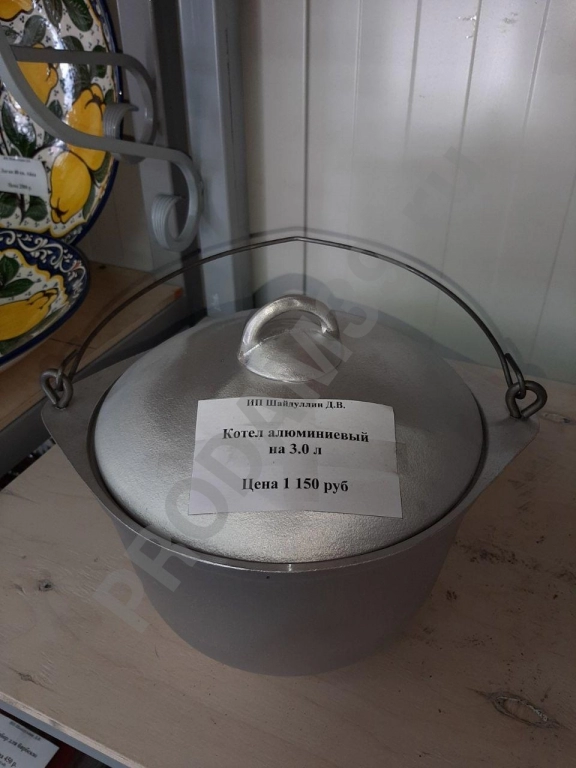 ИП Шайдуллин Д.В.
Котел алюминиевый
на 3.0 л
Цена 1 150 руб